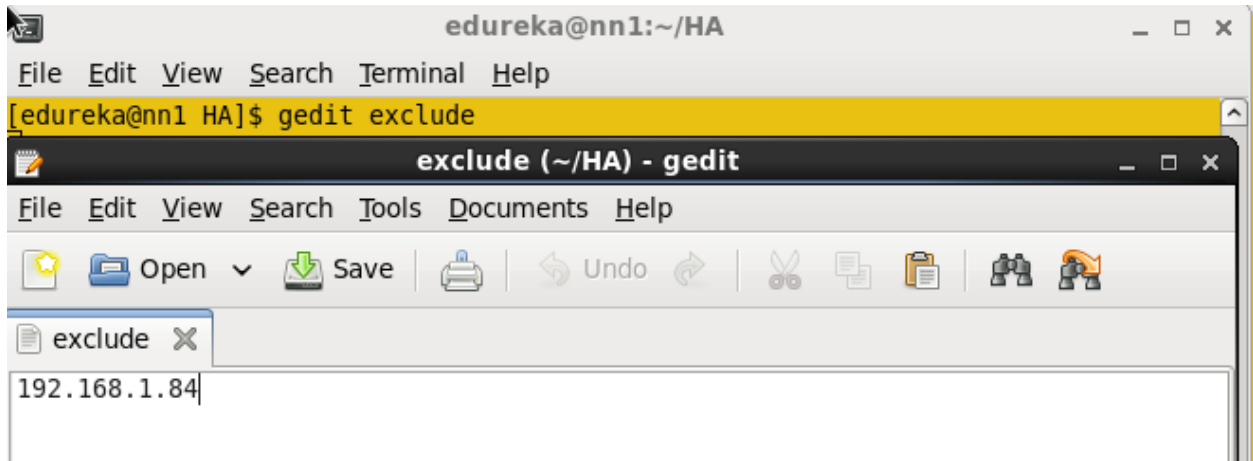 edureka@nn1:~/HA
File Edit View Search Terminal Help
[edureka@nn1 HA]$ gedit exclude
exclude (~/HA) - gedit
File Edit View Search Tools Documents Help
Open Save Undo
exclude
192.168.1.84